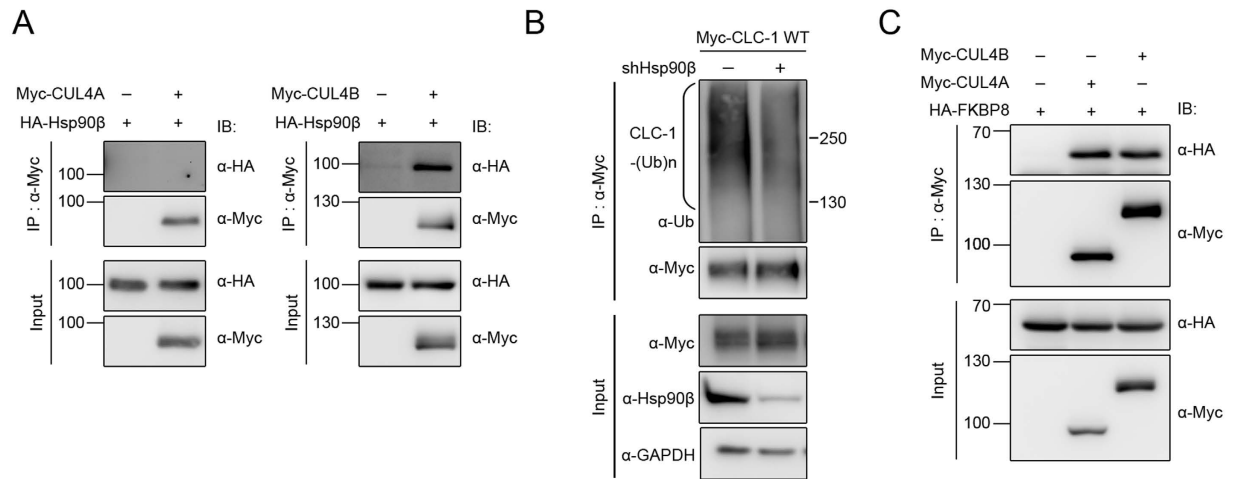 A
Myc-CUL4A – +
HA-Hsp90β + + IB:
IP : α-Myc
100 α-HA
100 α-Myc
Input
100 α-HA
100 α-Myc
Myc-CUL4B – +
HA-Hsp90β + + IB:
IP : α-Myc
100 α-HA
130 α-Myc
Input
100 α-HA
130 α-Myc
B
Myc-CLC-1 WT
shHsp90β – +
IP : α-Myc
CLC-1
-(Ub)n
250
130
α-Ub
α-Myc
Input
α-Myc
α-Hsp90β
α-GAPDH
C
Myc-CUL4B – – +
Myc-CUL4A – + –
HA-FKBP8 + + + IB:
IP : α-Myc
70 α-HA
130
100 α-Myc
Input
70 α-HA
130
100 α-Myc